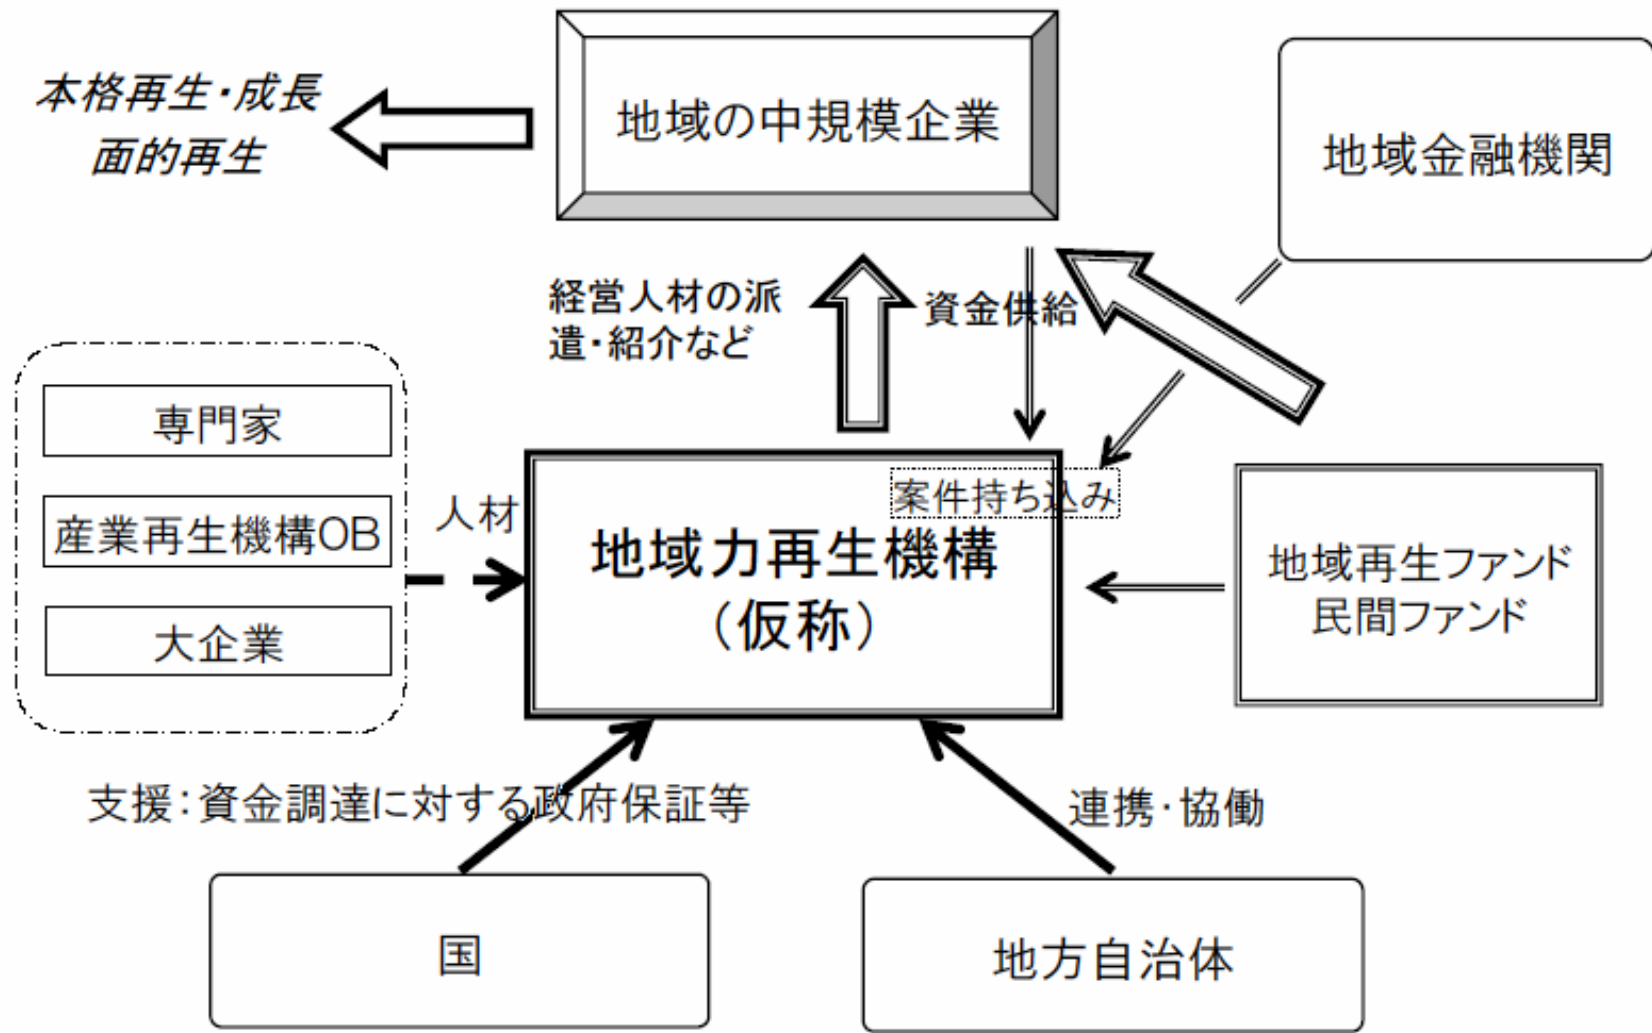 地域の中規模企業
本格再生・成長
面的再生
地域金融機関
経営人材の派
遣・紹介など
資金供給
専門家
産業再生機構OB
大企業
人材
案件持ち込み
地域力再生機構
（仮称）
地域再生ファンド
民間ファンド
支援：資金調達に対する政府保証等
連携・協働
国
地方自治体